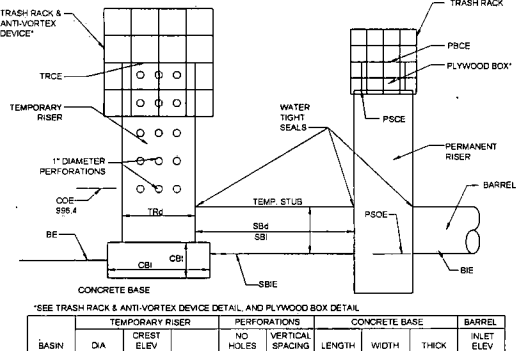 TRASH RACK &
ANTI-VORTEX
DEVICE*
TRASH RACK
PBCE
PLYWOOD BOX*
TRCE
TEMPORARY
RISER
WATER
TIGHT
SEALS
PSCE
PERMANENT
RISER
1" DIAMETER
PERFORATIONS
COE
996.4
TRd
TEMP. STUB
PSOE
BARREL
SBd
SBl
BE
CBl
CBt
SBIE
BIE
CONCRETE BASE
*SEE TRASH RACK & ANTI-VORTEX DEVICE DETAIL, AND PLYWOOD BOX DETAIL
TEMPORARY RISER PERFORATIONS CONCRETE BASE BARREL
BASIN DIA CREST ELEV NO HOLES VERTICAL SPACING LENGTH WIDTH THICK INLET ELEV